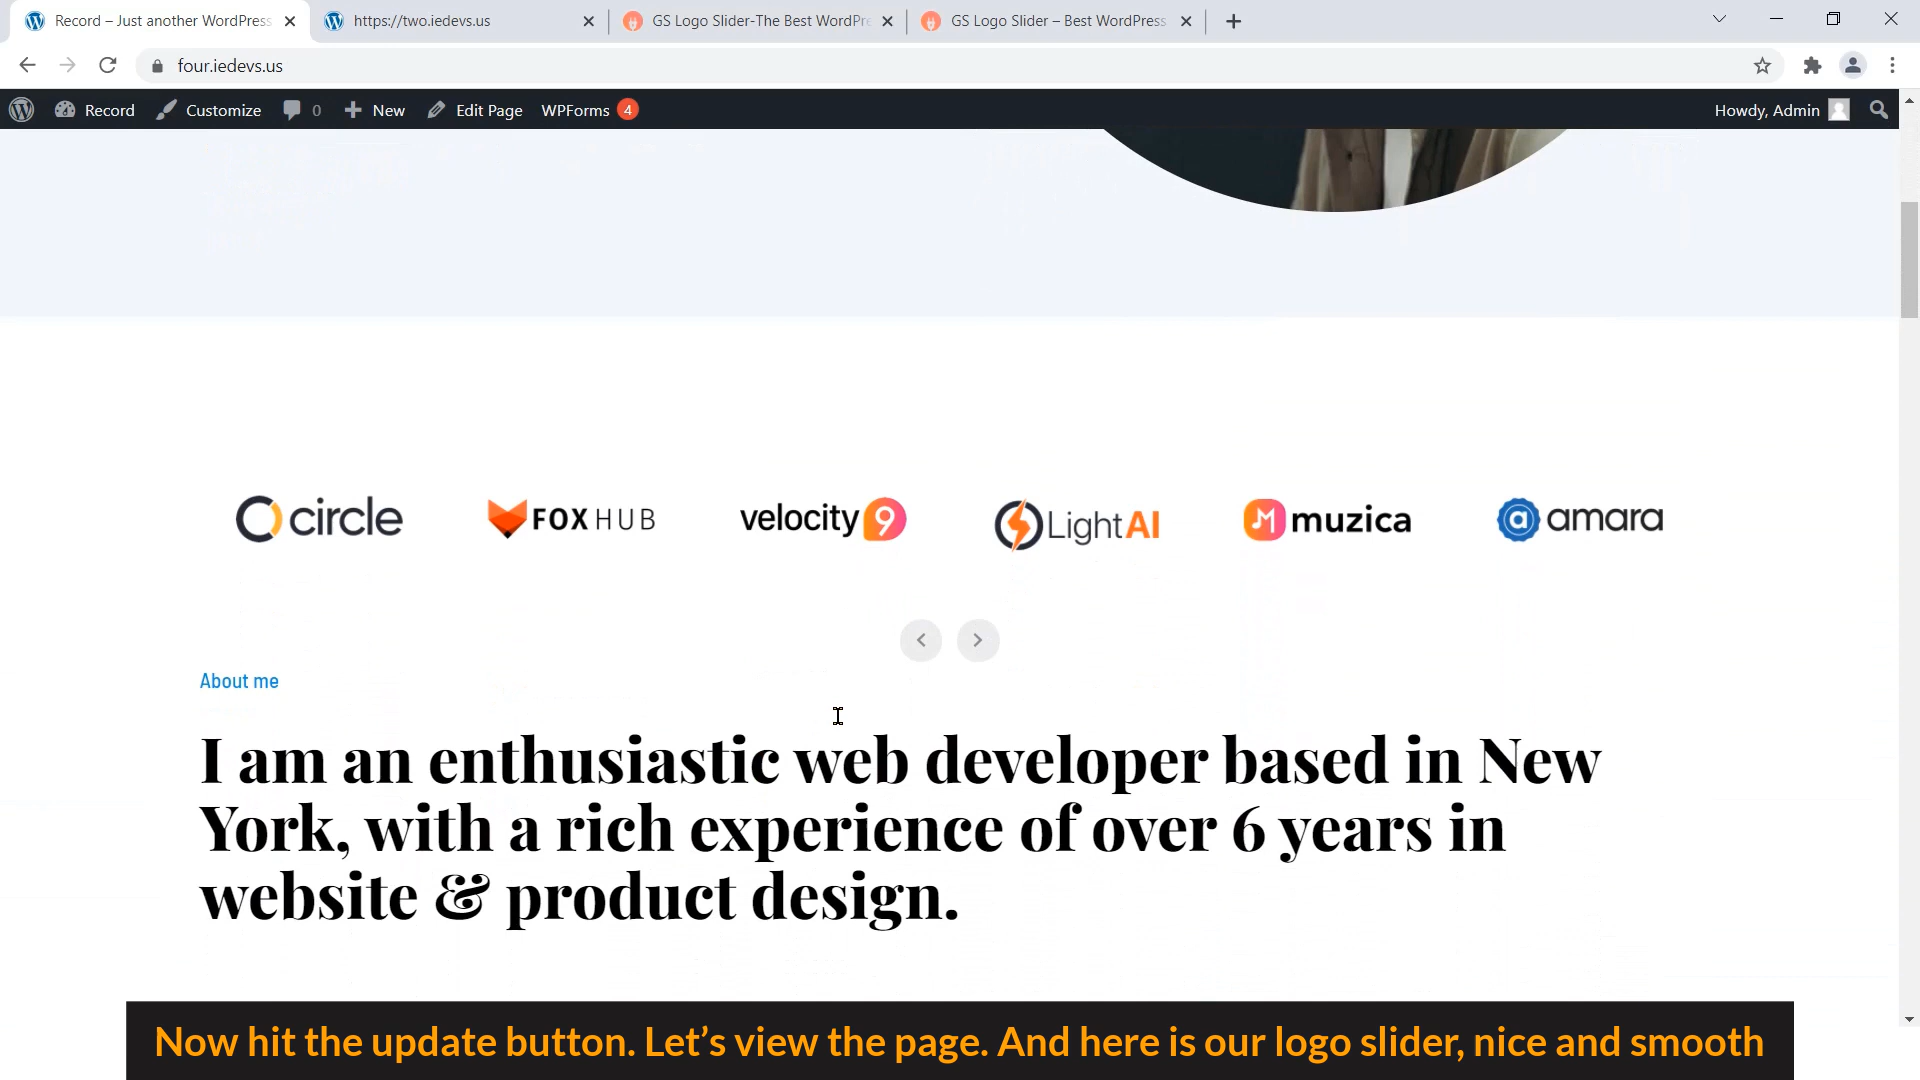 Record – Just another WordPress
https://two.iedevs.us
GS Logo Slider-The Best WordPre
GS Logo Slider – Best WordPress
four.iedevs.us
Record
Customize
0
New
Edit Page
WPForms 4
Howdy, Admin
circle
FOXHUB
velocity 9
LightAI
M muzica
a amara
About me
I am an enthusiastic web developer based in New
York, with a rich experience of over 6 years in
website & product design.
Now hit the update button. Let’s view the page. And here is our logo slider, nice and smooth